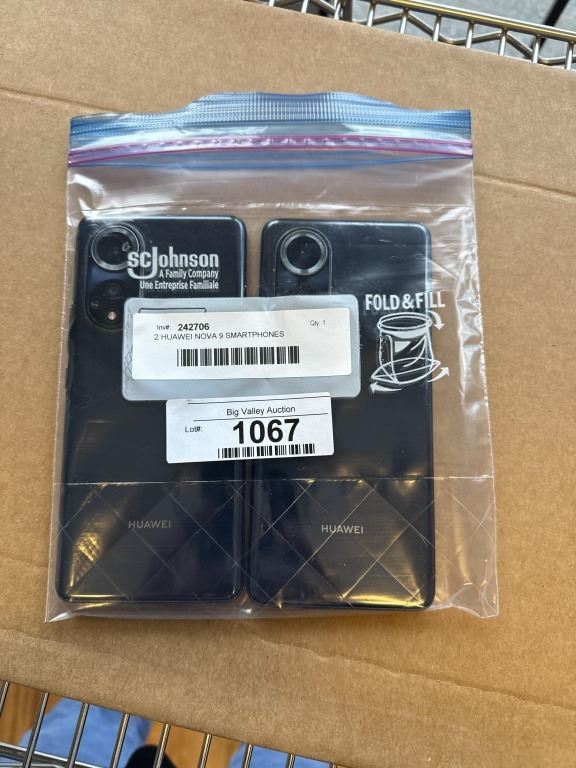 scJohnson
A Family Company
Une Entreprise Familiale
FOLD & FILL
Inv#: 242706 Qty: 1
2 HUAWEI NOVA 9 SMARTPHONES
Big Valley Auction
Lot#: 1067
HUAWEI
HUAWEI